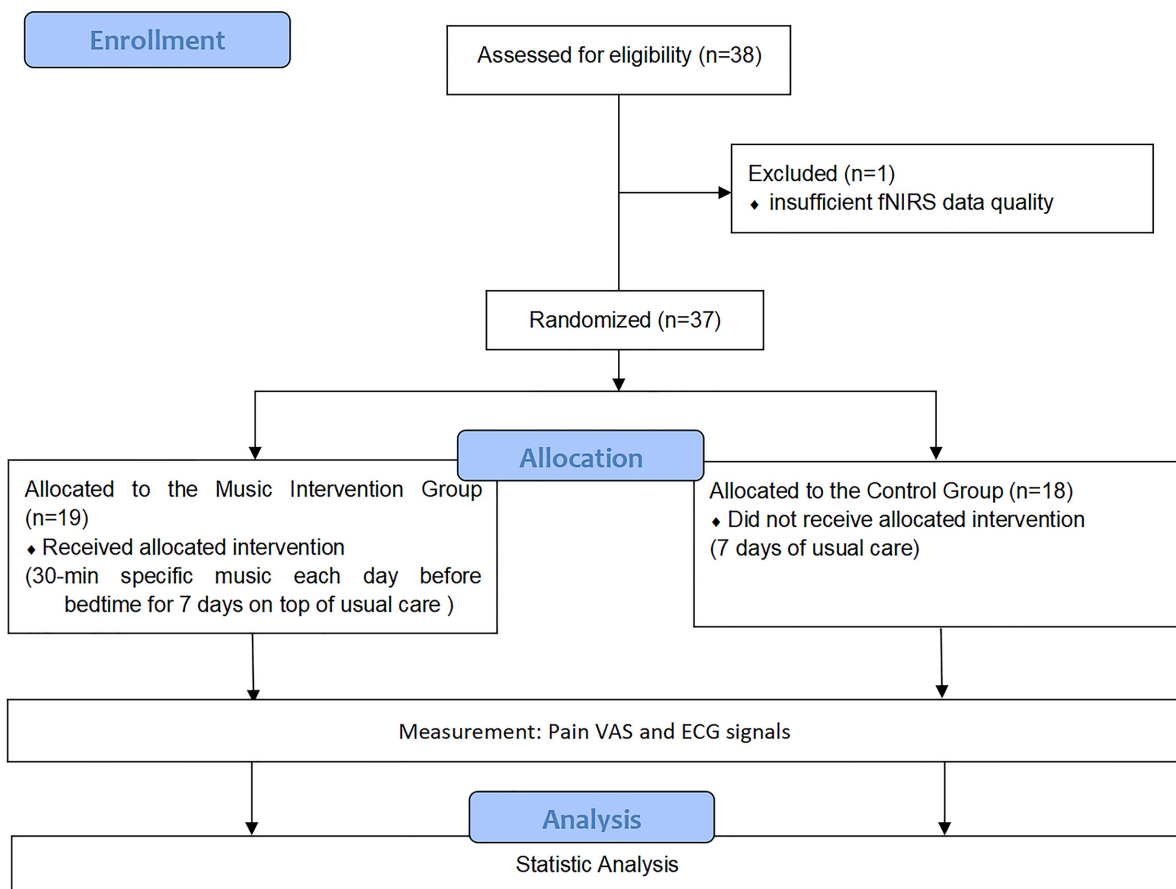 Enrollment
Assessed for eligibility (n=38)
Excluded (n=1)
♦ insufficient fNIRS data quality
Randomized (n=37)
Allocation
Allocated to the Music Intervention Group
(n=19)
♦ Received allocated intervention
(30-min specific music each day before
bedtime for 7 days on top of usual care )
Allocated to the Control Group (n=18)
♦ Did not receive allocated intervention
(7 days of usual care)
Measurement: Pain VAS and ECG signals
Analysis
Statistic Analysis